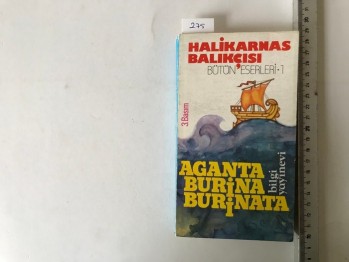 275
HALİKARNAS
BALIKÇISI
BÜTÜN ESERLERİ•1
3.Basım
AGANTA
BURİNA
BURİNATA
bilgi
yayınevi